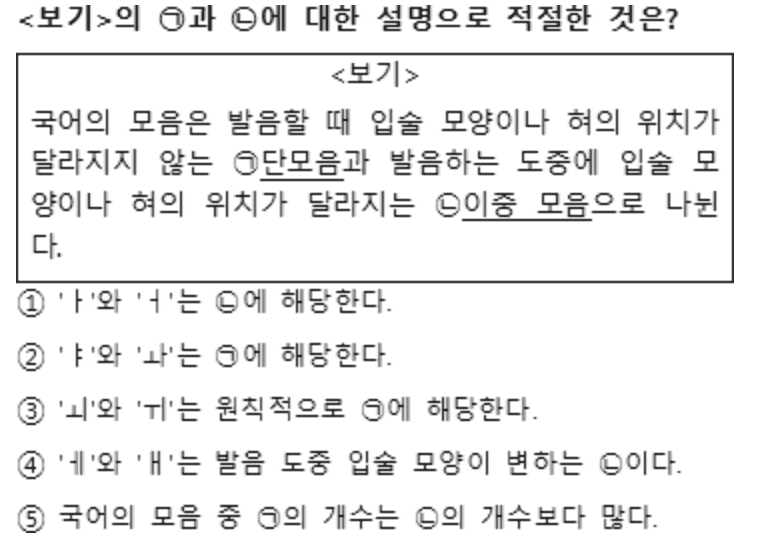 <보기>의 ㉠과 ㉡에 대한 설명으로 적절한 것은?
<보기>
국어의 모음은 발음할 때 입술 모양이나 혀의 위치가
달라지지 않는 ㉠단모음과 발음하는 도중에 입술 모
양이나 혀의 위치가 달라지는 ㉡이중 모음으로 나뉜
다.
① 'ㅏ'와 'ㅓ'는 ㉡에 해당한다.
② 'ㅑ'와 'ㅘ'는 ㉠에 해당한다.
③ 'ㅚ'와 'ㅟ'는 원칙적으로 ㉠에 해당한다.
④ 'ㅔ'와 'ㅐ'는 발음 도중 입술 모양이 변하는 ㉡이다.
⑤ 국어의 모음 중 ㉠의 개수는 ㉡의 개수보다 많다.